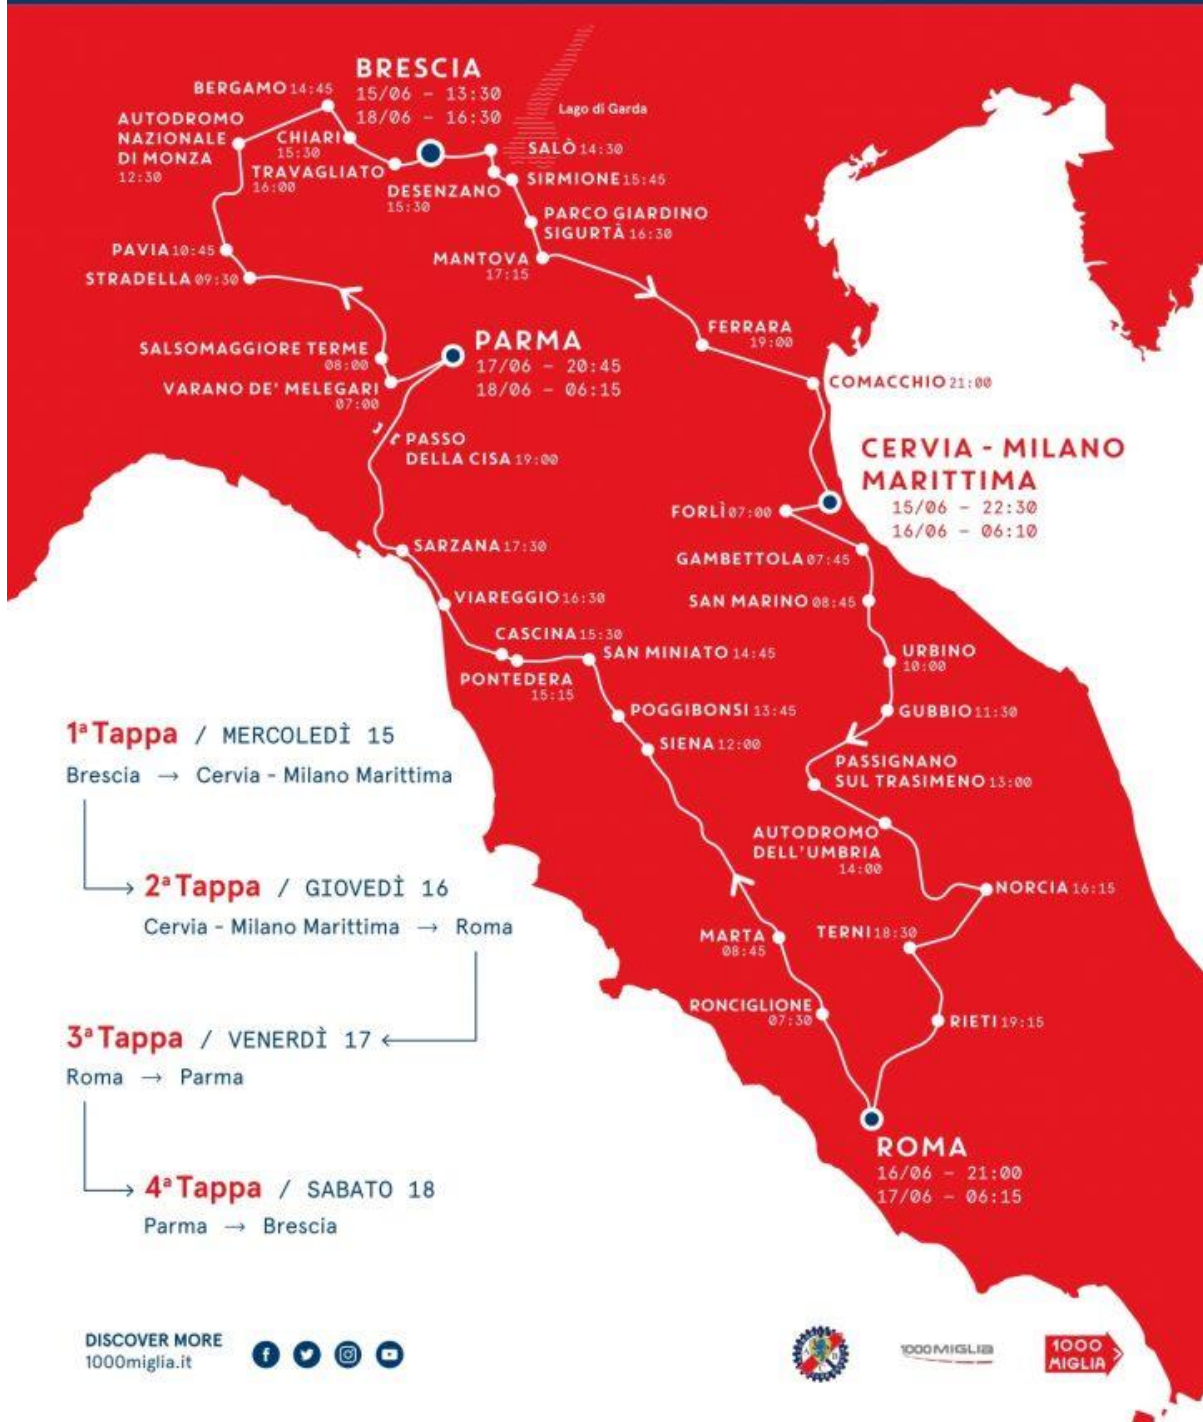 BRESCIA
15/06 – 13:30
18/06 – 16:30
BERGAMO 14:45
Lago di Garda
AUTODROMO
NAZIONALE
DI MONZA
12:30
CHIARI
15:30
TRAVAGLIATO
16:00
SALÒ 14:30
DESENZANO
15:30
SIRMIONE 15:45
PARCO GIARDINO
SIGURTÀ 16:30
MANTOVA
17:15
PAVIA 10:45
STRADELLA 09:30
FERRARA
19:00
PARMA
17/06 – 20:45
18/06 – 06:15
SALSOMAGGIORE TERME
08:00
VARANO DE' MELEGARI
07:00
COMACCHIO 21:00
PASSO
DELLA CISA 19:00
CERVIA - MILANO
MARITTIMA
15/06 – 22:30
16/06 – 06:10
FORLÌ 07:00
SARZANA 17:30
GAMBETTOLA 07:45
VIAREGGIO 16:30
SAN MARINO 08:45
CASCINA 15:30
PONTEDERA
15:15
SAN MINIATO 14:45
URBINO
10:00
POGGIBONSI 13:45
GUBBIO 11:30
SIENA 12:00
PASSIGNANO
SUL TRASIMENO 13:00
AUTODROMO
DELL'UMBRIA
14:00
NORCIA 16:15
MARTA
08:45
TERNI 18:30
RONCIGLIONE
07:30
RIETI 19:15
ROMA
16/06 – 21:00
17/06 – 06:15
1ª Tappa / MERCOLEDÌ 15
Brescia → Cervia - Milano Marittima
2ª Tappa / GIOVEDÌ 16
Cervia - Milano Marittima → Roma
3ª Tappa / VENERDÌ 17
Roma → Parma
4ª Tappa / SABATO 18
Parma → Brescia
DISCOVER MORE
1000miglia.it
1000 MIGLIA
1000
MIGLIA